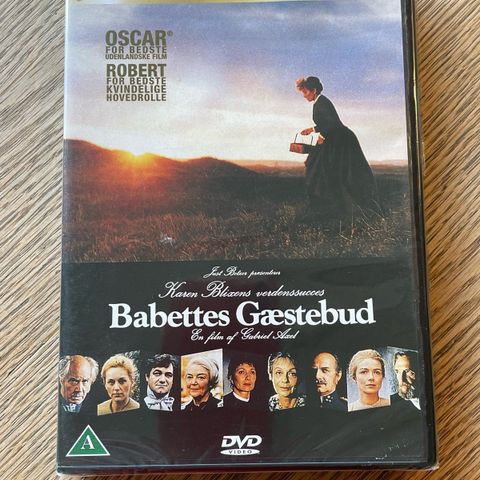 OSCAR®
FOR BEDSTE
UDENLANDSKE FILM
ROBERT
FOR BEDSTE
KVINDELIGE
HOVEDROLLE
Just Betzer presenterer
Karen Blixens verdenssucces
Babettes Gæstebud
En film af Gabriel Axel
A
DVD
VIDEO